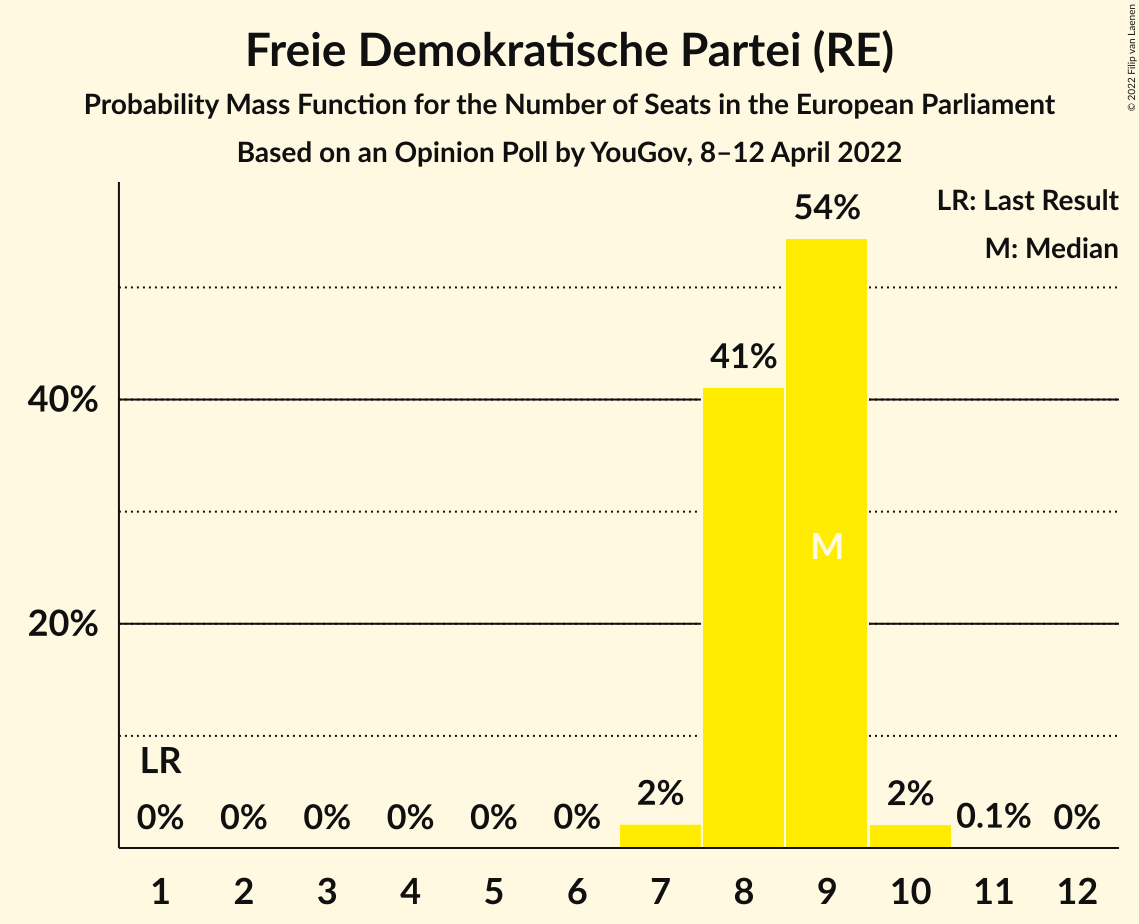 © 2022 Filip van Laenen
Freie Demokratische Partei (RE)
Probability Mass Function for the Number of Seats in the European Parliament
Based on an Opinion Poll by YouGov, 8–12 April 2022
LR: Last Result
M: Median
54%
41%
40%
M
20%
LR
0% 0% 0% 0% 0% 0% 2% 2% 0.1% 0%
1 2 3 4 5 6 7 8 9 10 11 12